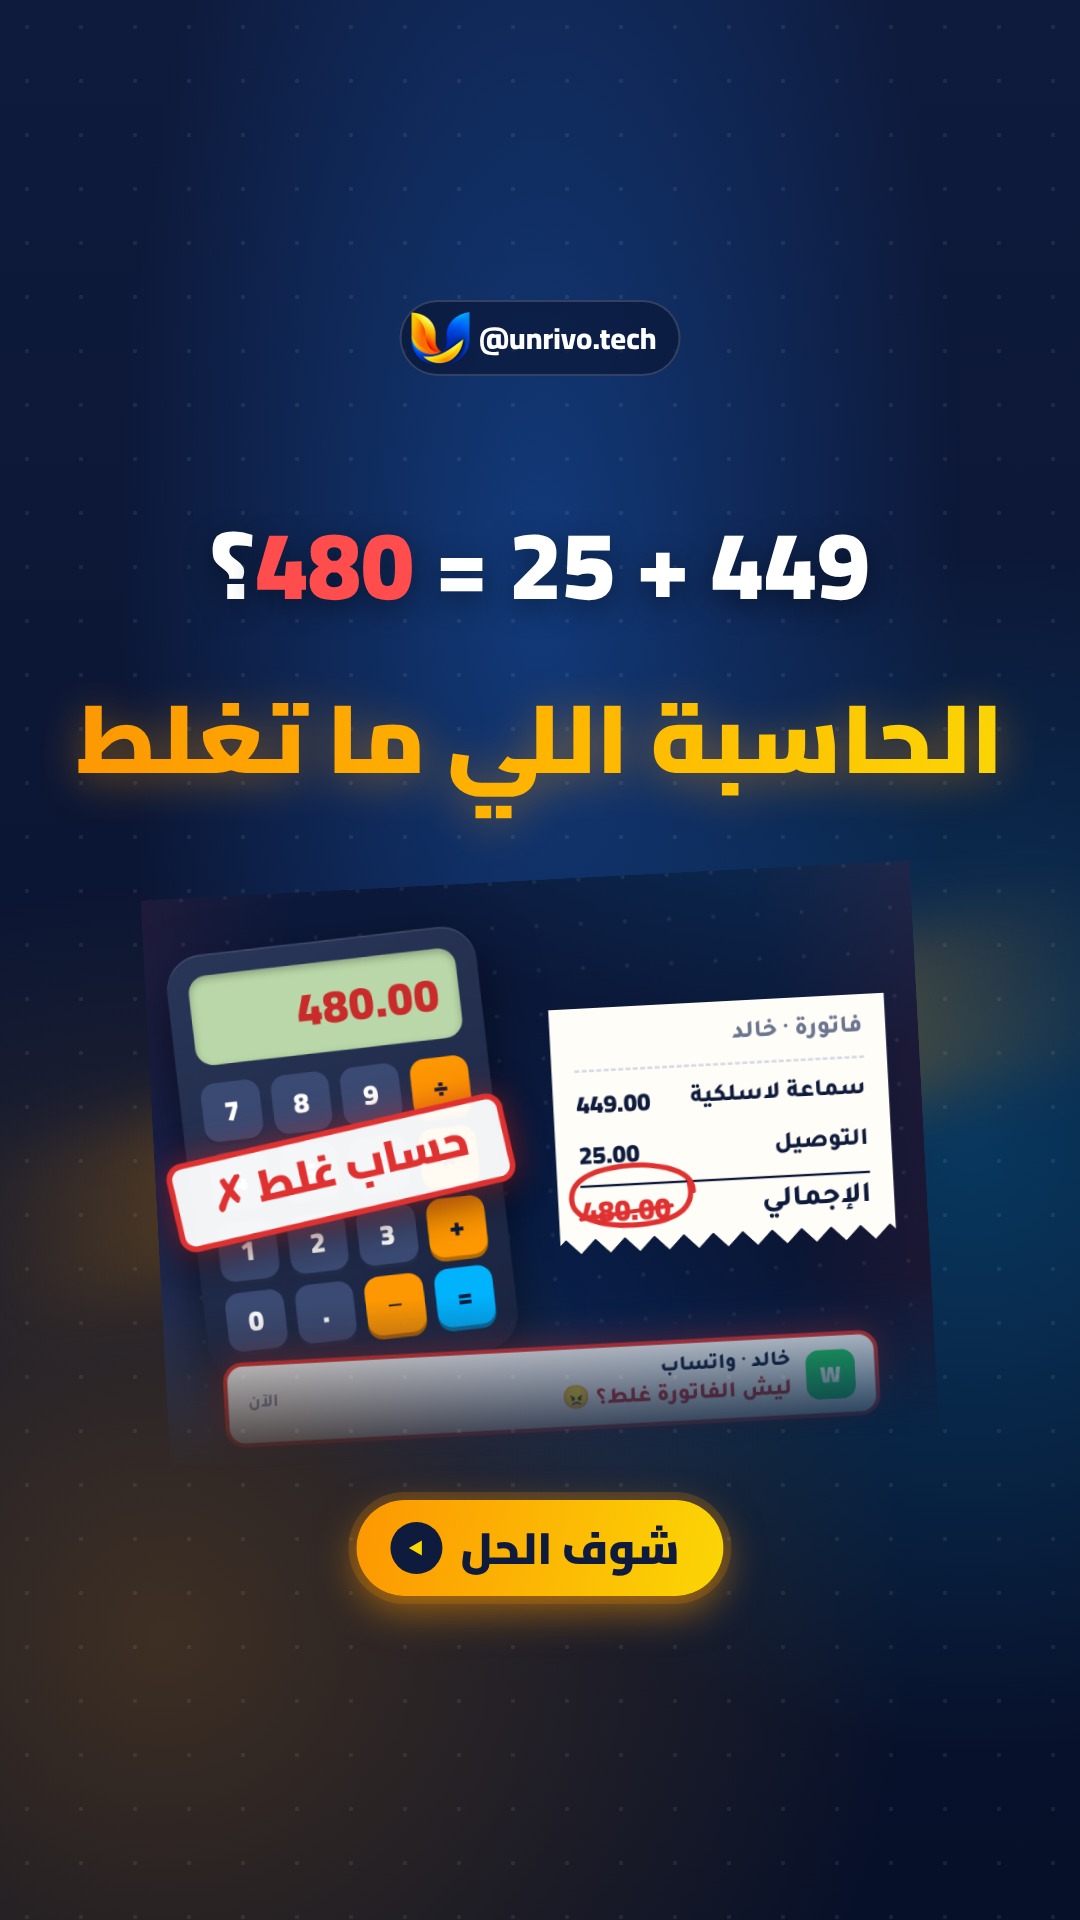 @unrivo.tech
449 + 25 = 480؟
الحاسبة اللي ما تغلط
480.00
7 8 9 ÷
حساب غلط ✗
1 2 3 +
0 . − =
فاتورة · خالد
سماعة لاسلكية 449.00
التوصيل 25.00
الإجمالي 480.00
W
خالد · واتساب
ليش الفاتورة غلط؟ 😠
الآن
شوف الحل